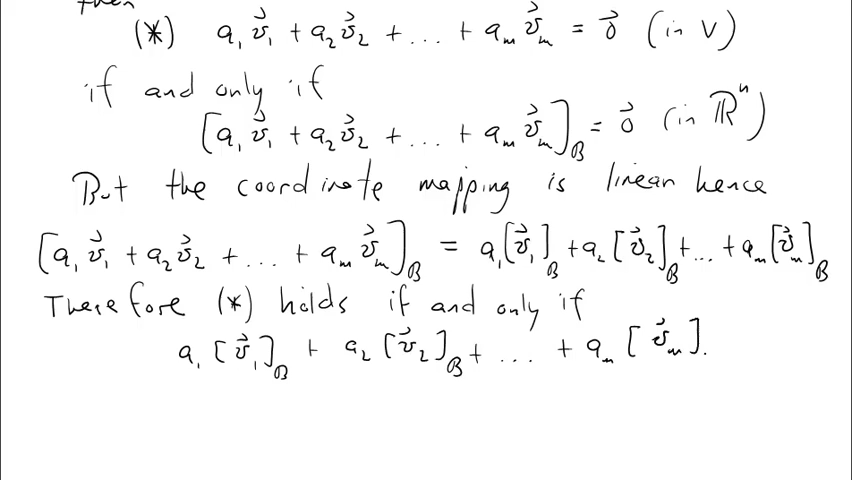 then
(*) a₁v⃗₁ + a₂v⃗₂ + ... + aₘv⃗ₘ = 0⃗ (in V)
if and only if
[a₁v⃗₁ + a₂v⃗₂ + ... + aₘv⃗ₘ]_B = 0⃗ (in ℝⁿ)
But the coordinate mapping is linear hence
[a₁v⃗₁ + a₂v⃗₂ + ... + aₘv⃗ₘ]_B = a₁[v⃗₁]_B + a₂[v⃗₂]_B + ... + aₘ[v⃗ₘ]_B
Therefore (*) holds if and only if
a₁[v⃗₁]_B + a₂[v⃗₂]_B + .... + aₘ[v⃗ₘ].